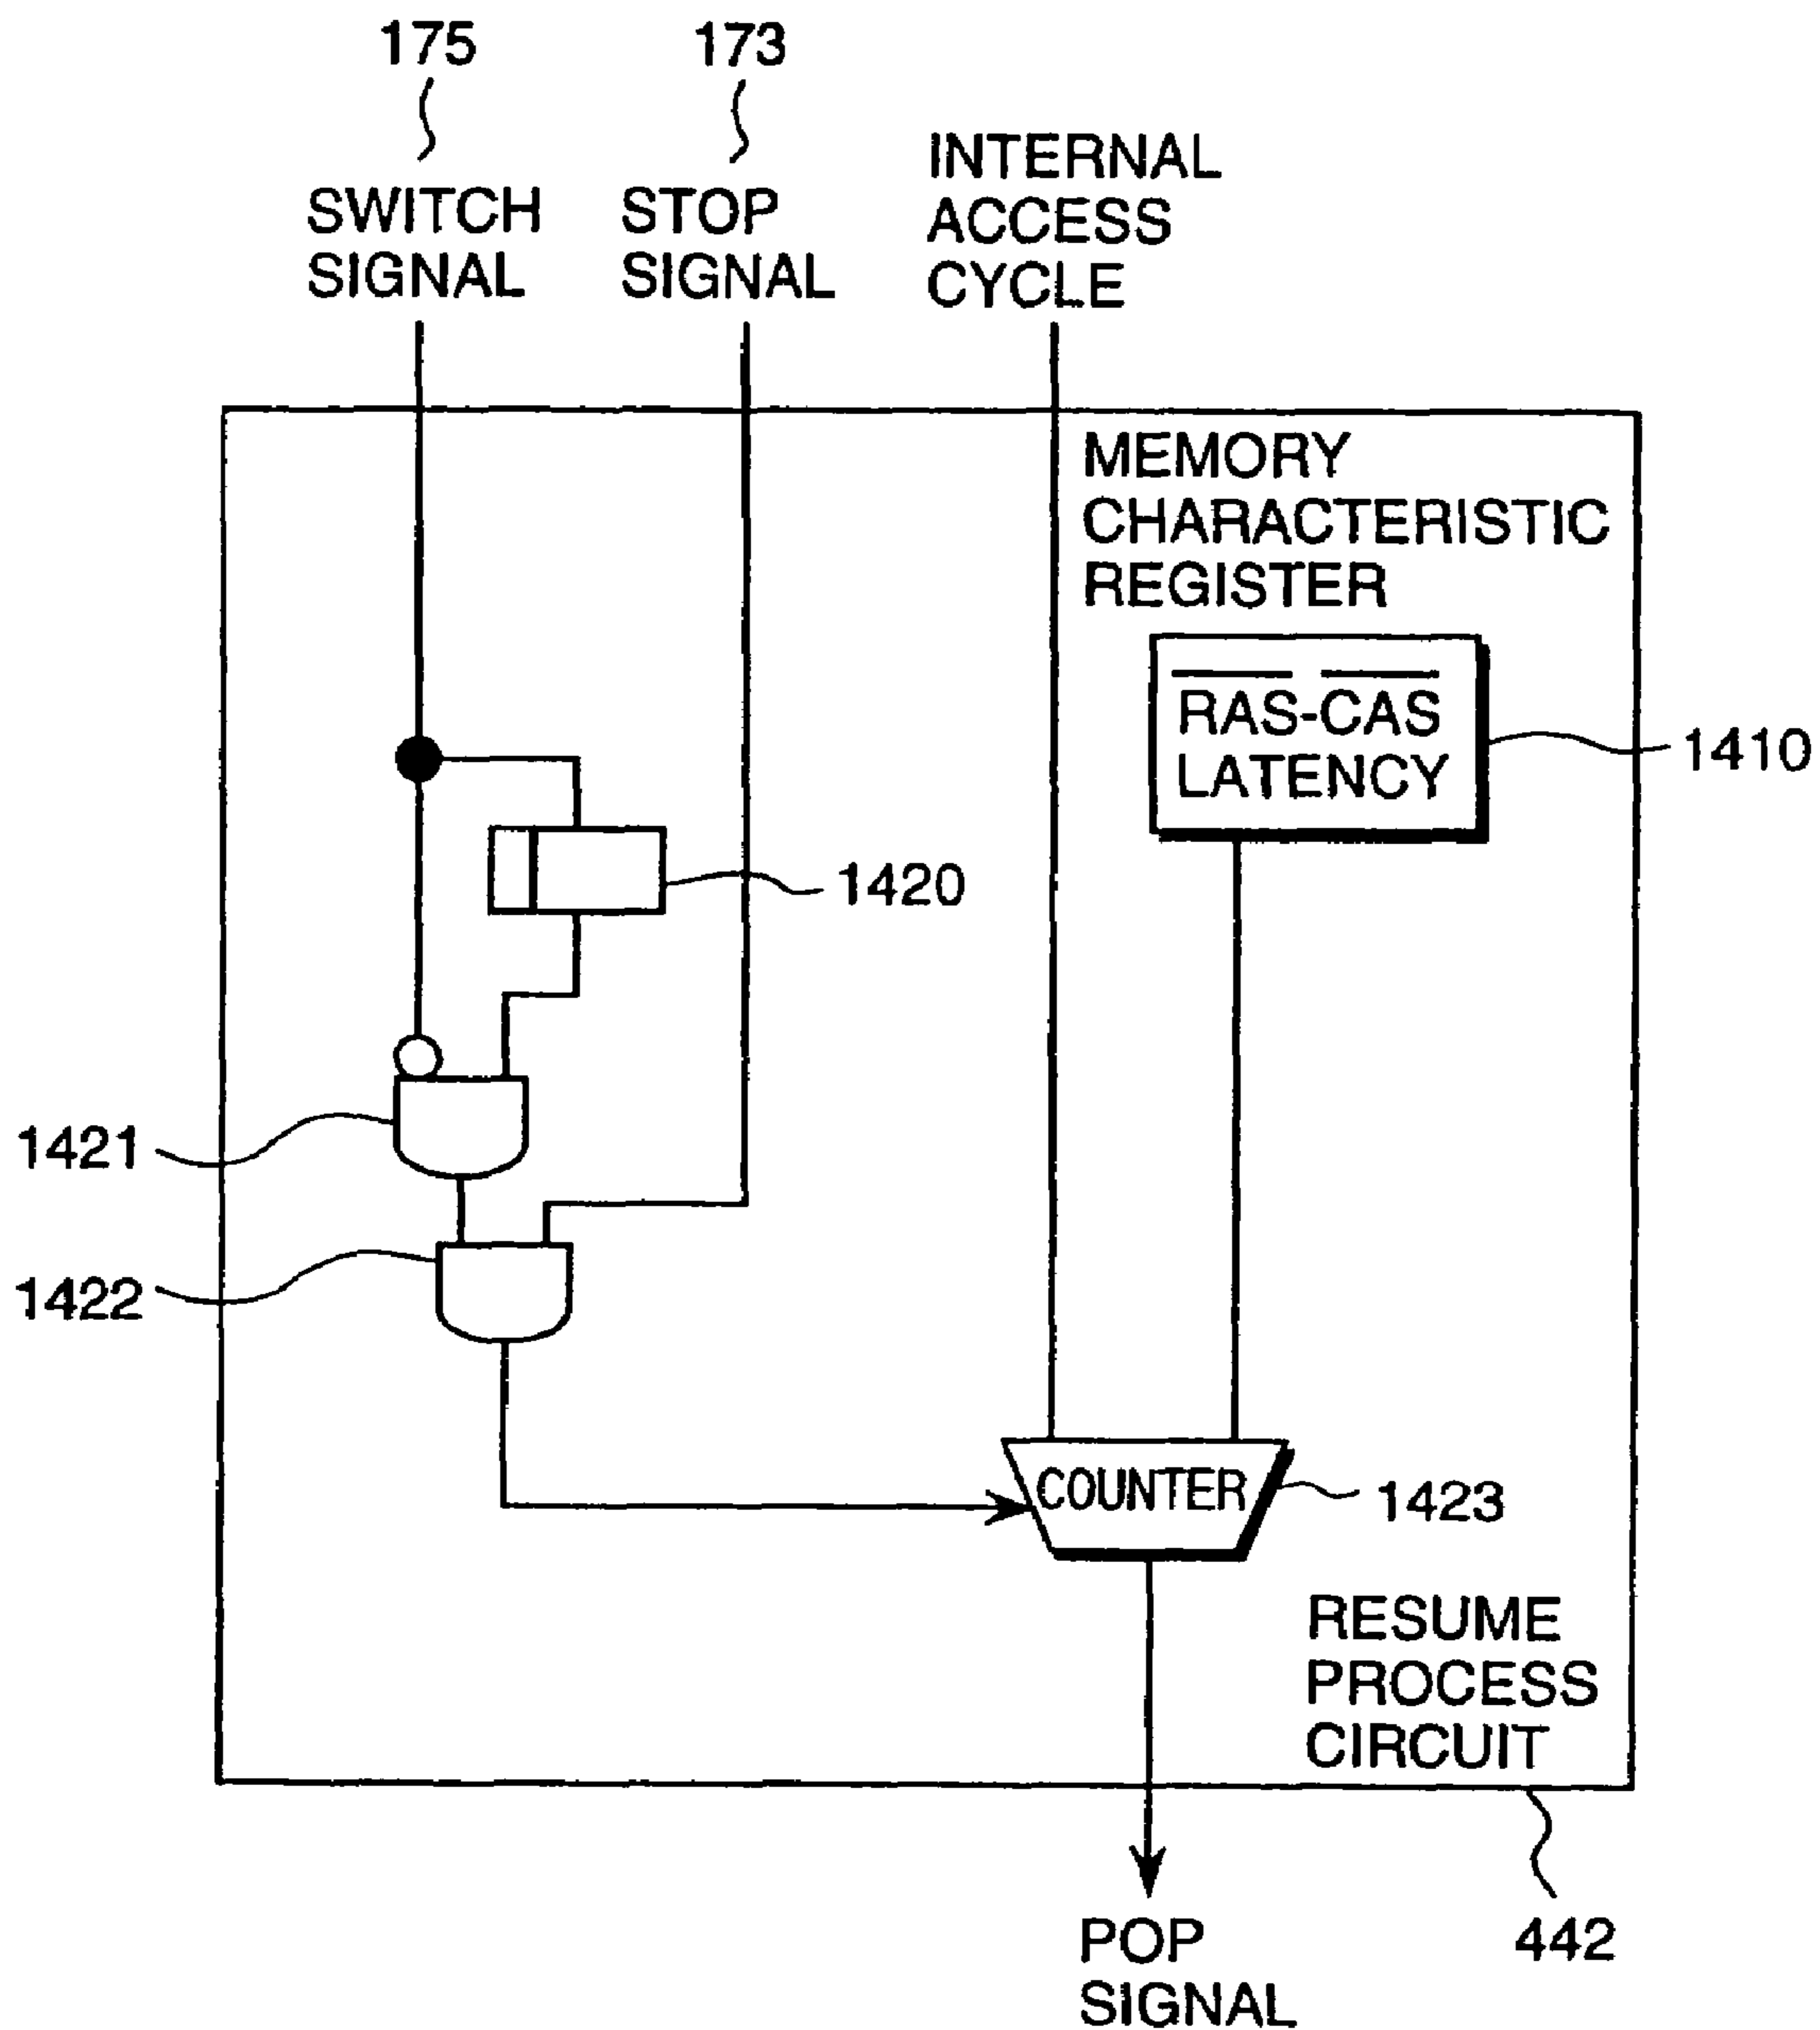 175
173
SWITCH
SIGNAL
STOP
SIGNAL
INTERNAL
ACCESS
CYCLE
MEMORY
CHARACTERISTIC
REGISTER
RAS-CAS
LATENCY
1410
1420
1421
1422
COUNTER
1423
RESUME
PROCESS
CIRCUIT
442
POP
SIGNAL